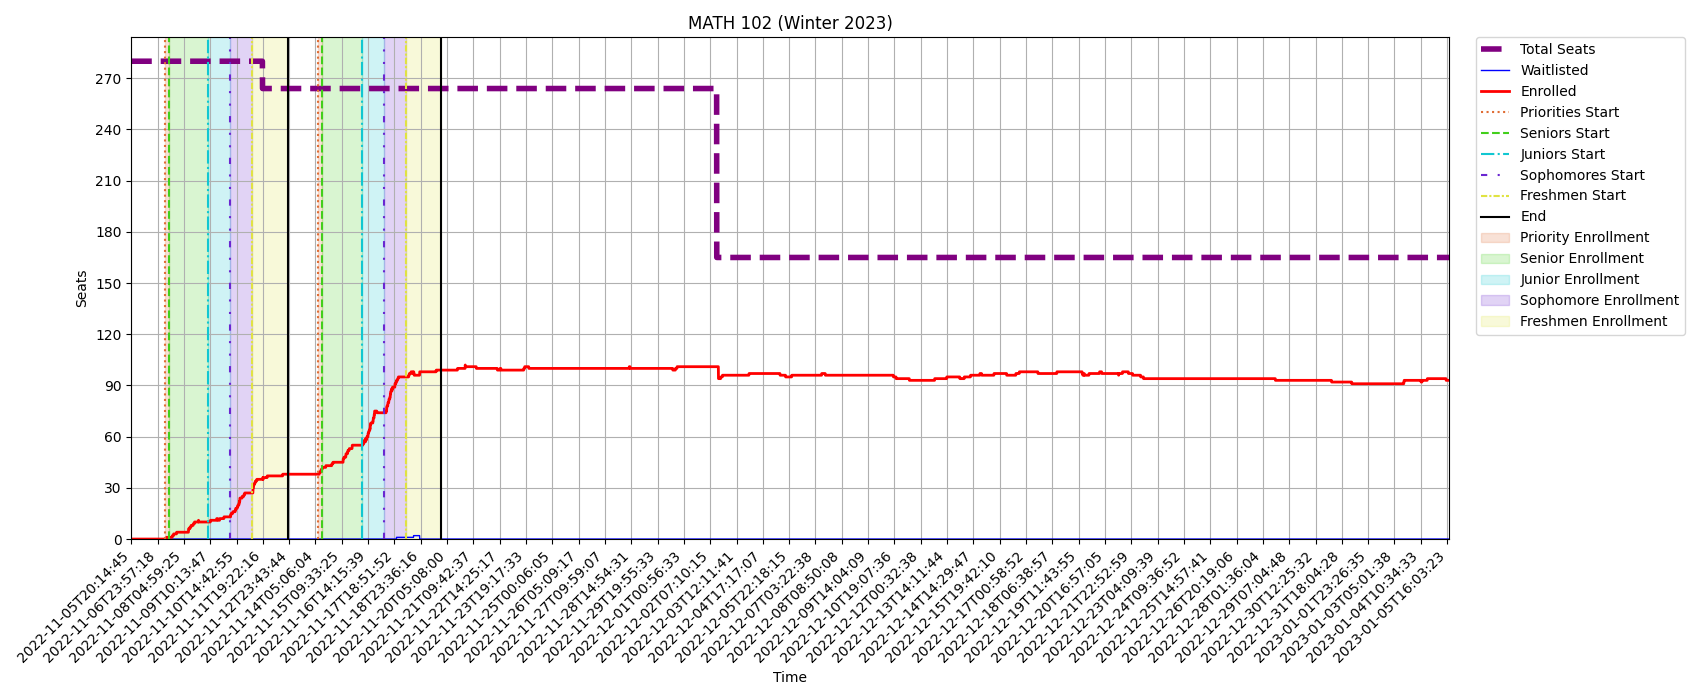 MATH 102 (Winter 2023)
Seats
270
240
210
180
150
120
90
60
30
0
2022-11-05T20:14:45
2022-11-06T23:57:18
2022-11-08T04:59:25
2022-11-09T10:13:47
2022-11-10T14:42:55
2022-11-11T19:22:16
2022-11-12T23:43:44
2022-11-14T05:06:04
2022-11-15T09:33:25
2022-11-16T14:15:39
2022-11-17T18:51:52
2022-11-18T23:36:16
2022-11-20T05:08:00
2022-11-21T09:42:37
2022-11-22T14:25:17
2022-11-23T19:17:33
2022-11-25T00:06:05
2022-11-26T05:09:17
2022-11-27T09:59:07
2022-11-28T14:54:31
2022-11-29T19:55:33
2022-12-01T00:56:33
2022-12-02T07:10:15
2022-12-03T12:11:41
2022-12-04T17:17:07
2022-12-05T22:18:15
2022-12-07T03:22:38
2022-12-08T08:50:08
2022-12-09T14:04:09
2022-12-10T19:07:36
2022-12-12T00:32:38
2022-12-13T14:11:44
2022-12-14T14:29:47
2022-12-15T19:42:10
2022-12-17T00:58:52
2022-12-18T06:38:57
2022-12-19T11:43:55
2022-12-20T16:57:05
2022-12-21T22:52:59
2022-12-23T04:09:39
2022-12-24T09:36:52
2022-12-25T14:57:41
2022-12-26T20:19:06
2022-12-28T01:36:04
2022-12-29T07:04:48
2022-12-30T12:25:32
2022-12-31T18:04:28
2023-01-01T23:26:35
2023-01-03T05:01:38
2023-01-04T10:34:33
2023-01-05T16:03:23
Time
Total Seats
Waitlisted
Enrolled
Priorities Start
Seniors Start
Juniors Start
Sophomores Start
Freshmen Start
End
Priority Enrollment
Senior Enrollment
Junior Enrollment
Sophomore Enrollment
Freshmen Enrollment